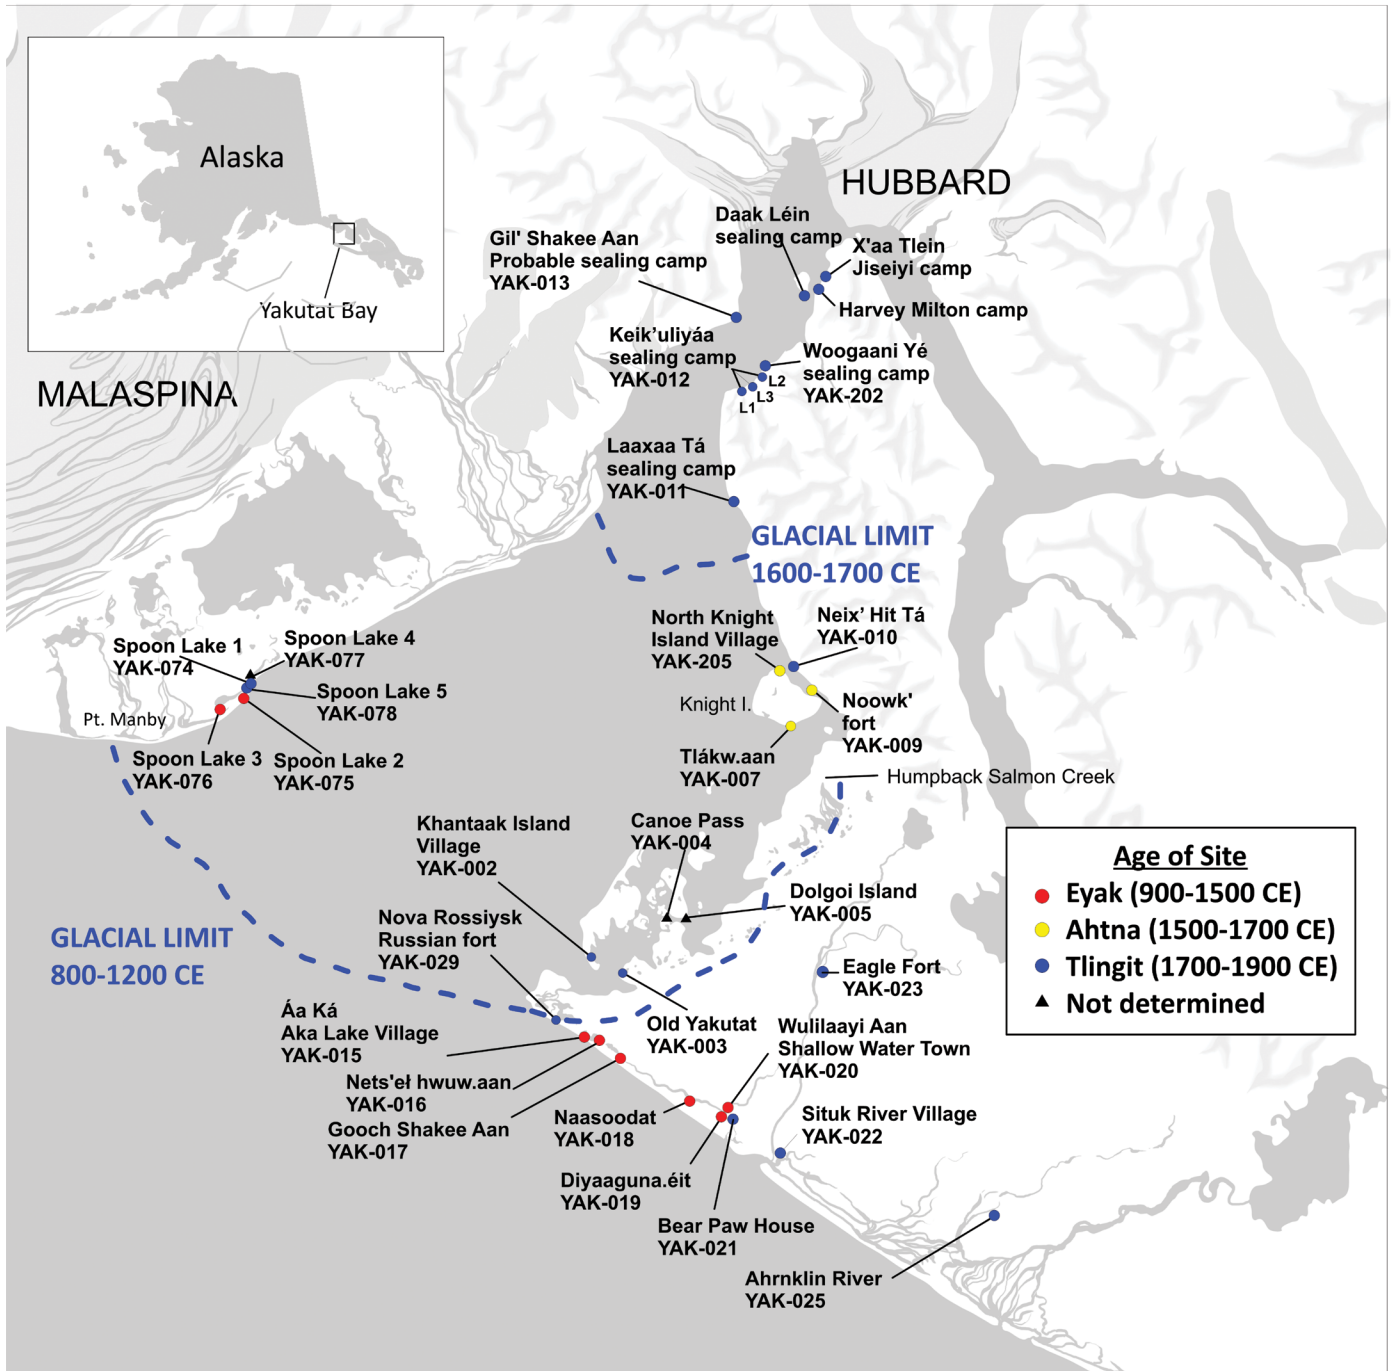 Alaska
Yakutat Bay
HUBBARD
MALASPINA
Daak Léin
sealing camp
X'aa Tlein
Jiseiyi camp
Harvey Milton camp
Gil' Shakee Aan
Probable sealing camp
YAK-013
Keik’uliyáa
sealing camp
YAK-012
Woogaani Yé
sealing camp
YAK-202
L2
L3
L1
Laaxaa Tá
sealing camp
YAK-011
GLACIAL LIMIT
1600-1700 CE
North Knight
Island Village
YAK-205
Neix’ Hit Tá
YAK-010
Knight I.
Noowk'
fort
YAK-009
Tlákw.aan
YAK-007
Humpback Salmon Creek
Spoon Lake 1
YAK-074
Spoon Lake 4
YAK-077
Spoon Lake 5
YAK-078
Pt. Manby
Spoon Lake 3
YAK-076
Spoon Lake 2
YAK-075
Khantaak Island
Village
YAK-002
Canoe Pass
YAK-004
Dolgoi Island
YAK-005
Nova Rossiysk
Russian fort
YAK-029
GLACIAL LIMIT
800-1200 CE
Eagle Fort
YAK-023
Áa Ká
Aka Lake Village
YAK-015
Old Yakutat
YAK-003
Wulilaayi Aan
Shallow Water Town
YAK-020
Nets'eł hwuw.aan
YAK-016
Gooch Shakee Aan
YAK-017
Naasoodat
YAK-018
Situk River Village
YAK-022
Diyaaguna.éit
YAK-019
Bear Paw House
YAK-021
Ahrnklin River
YAK-025
Age of Site
Eyak (900-1500 CE)
Ahtna (1500-1700 CE)
Tlingit (1700-1900 CE)
Not determined